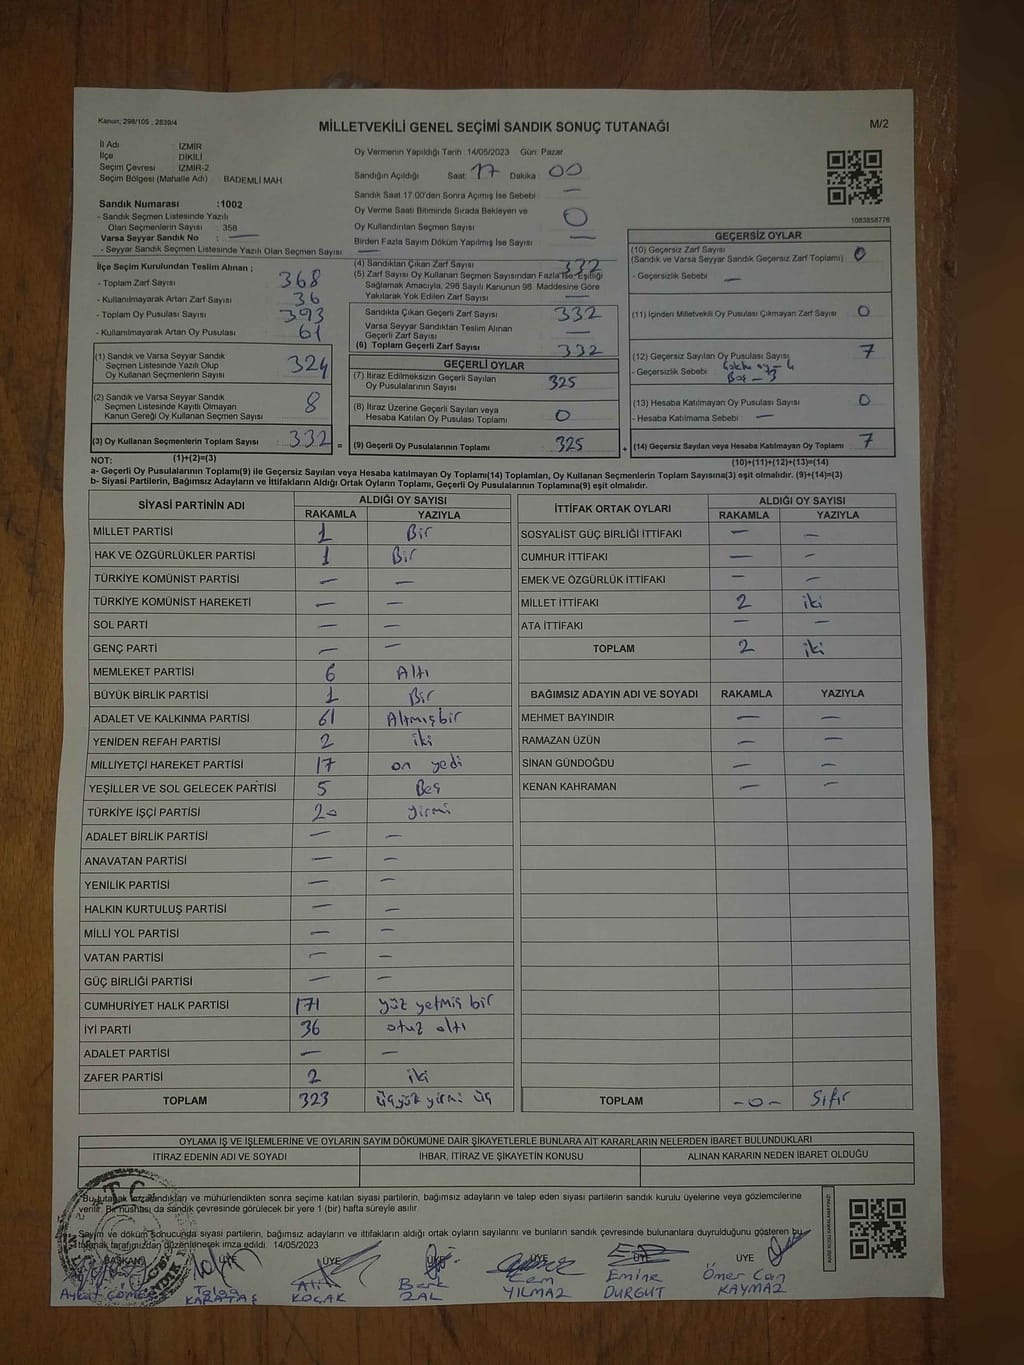 Kanun; 298/105 , 2839/4
MİLLETVEKİLİ GENEL SEÇİMİ SANDIK SONUÇ TUTANAĞI
M/2
İl Adı : İZMİR
İlçe : DİKİLİ
Seçim Çevresi : İZMİR-2
Seçim Bölgesi (Mahalle Adı) : BADEMLİ MAH.
Sandık Numarası :1002
- Sandık Seçmen Listesinde Yazılı
Olan Seçmenlerin Sayısı : 358
Varsa Seyyar Sandık No : —
- Seyyar Sandık Seçmen Listesinde Yazılı Olan Seçmen Sayısı : —
Oy Vermenin Yapıldığı Tarih :14/05/2023 Gün: Pazar
Sandığın Açıldığı Saat 17 Dakika 00
Sandık Saat 17:00'den Sonra Açımış İse Sebebi —
Oy Verme Saati Bitiminde Sırada Bekleyen ve
Oy Kullandırılan Seçmen Sayısı 0
Birden Fazla Sayım Döküm Yapılmış İse Sayısı —
1083858778
İlçe Seçim Kurulundan Teslim Alınan ;
- Toplam Zarf Sayısı 368
- Kullanılmayarak Artan Zarf Sayısı 36
- Toplam Oy Pusulası Sayısı 393
- Kullanılmayarak Artan Oy Pusulası 61
(1) Sandık ve Varsa Seyyar Sandık
Seçmen Listesinde Yazılı Olup
Oy Kullanan Seçmenlerin Sayısı 324
(2) Sandık ve Varsa Seyyar Sandık
Seçmen Listesinde Kayıtlı Olmayan
Kanun Gereği Oy Kullanan Seçmen Sayısı 8
(3) Oy Kullanan Seçmenlerin Toplam Sayısı 332 =
(1)+(2)=(3)
(4) Sandıktan Çıkan Zarf Sayısı 332
(5) Zarf Sayısı Oy Kullanan Seçmen Sayısından Fazla İse, Eşitliği
Sağlamak Amacıyla, 298 Sayılı Kanunun 98. Maddesine Göre
Yakılarak Yok Edilen Zarf Sayısı —
Sandıkta Çıkan Geçerli Zarf Sayısı 332
Varsa Seyyar Sandıktan Teslim Alınan
Geçerli Zarf Sayısı —
(6) Toplam Geçerli Zarf Sayısı 332
GEÇERLİ OYLAR
(7) İtiraz Edilmeksizin Geçerli Sayılan
Oy Pusulalarının Sayısı 325
(8) İtiraz Üzerine Geçerli Sayılan veya
Hesaba Katılan Oy Pusulası Toplamı 0
(9) Geçerli Oy Pusulalarının Toplamı 325 +
GEÇERSİZ OYLAR
(10) Geçersiz Zarf Sayısı
(Sandık ve Varsa Seyyar Sandık Geçersiz Zarf Toplamı) 0
- Geçersizlik Sebebi —
(11) İçinden Milletvekili Oy Pusulası Çıkmayan Zarf Sayısı 0
(12) Geçersiz Sayılan Oy Pusulası Sayısı 7
- Geçersizlik Sebebi
Boş - 3
(13) Hesaba Katılmayan Oy Pusulası Sayısı 0
- Hesaba Katılmama Sebebi —
(14) Geçersiz Sayılan veya Hesaba Katılmayan Oy Toplamı 7
(10)+(11)+(12)+(13)=(14)
NOT:
a- Geçerli Oy Pusulalarının Toplamı(9) ile Geçersiz Sayılan veya Hesaba katılmayan Oy Toplamı(14) Toplamları, Oy Kullanan Seçmenlerin Toplam Sayısına(3) eşit olmalıdır. (9)+(14)=(3)
b- Siyasi Partilerin, Bağımsız Adayların ve İttifakların Aldığı Ortak Oyların Toplamı, Geçerli Oy Pusulalarının Toplamına(9) eşit olmalıdır.
SİYASİ PARTİNİN ADI ALDIĞI OY SAYISI
RAKAMLA YAZIYLA
MİLLET PARTİSİ 1 Bir
HAK VE ÖZGÜRLÜKLER PARTİSİ 1 Bir
TÜRKİYE KOMÜNİST PARTİSİ — —
TÜRKİYE KOMÜNİST HAREKETİ — —
SOL PARTİ — —
GENÇ PARTİ — —
MEMLEKET PARTİSİ 6 Altı
BÜYÜK BİRLİK PARTİSİ 1 Bir
ADALET VE KALKINMA PARTİSİ 61 Altmışbir
YENİDEN REFAH PARTİSİ 2 iki
MİLLİYETÇİ HAREKET PARTİSİ 17 on yedi
YEŞİLLER VE SOL GELECEK PARTİSİ 5 Beş
TÜRKİYE İŞÇİ PARTİSİ 20 yirmi
ADALET BİRLİK PARTİSİ — —
ANAVATAN PARTİSİ — —
YENİLİK PARTİSİ — —
HALKIN KURTULUŞ PARTİSİ — —
MİLLİ YOL PARTİSİ — —
VATAN PARTİSİ — —
GÜÇ BİRLİĞİ PARTİSİ — —
CUMHURİYET HALK PARTİSİ 171 yüz yetmiş bir
İYİ PARTİ 36 otuz altı
ADALET PARTİSİ — —
ZAFER PARTİSİ 2 iki
TOPLAM 323 üçyüz yirmi üç
İTTİFAK ORTAK OYLARI ALDIĞI OY SAYISI
RAKAMLA YAZIYLA
SOSYALİST GÜÇ BİRLİĞİ İTTİFAKI — —
CUMHUR İTTİFAKI — —
EMEK VE ÖZGÜRLÜK İTTİFAKI — —
MİLLET İTTİFAKI 2 iki
ATA İTTİFAKI — —
TOPLAM 2 iki
BAĞIMSIZ ADAYIN ADI VE SOYADI RAKAMLA YAZIYLA
MEHMET BAYINDIR — —
RAMAZAN ÜZÜN — —
SİNAN GÜNDOĞDU — —
KENAN KAHRAMAN — —
TOPLAM -0- Sıfır
OYLAMA İŞ VE İŞLEMLERİNE VE OYLARIN SAYIM DÖKÜMÜNE DAİR ŞİKAYETLERLE BUNLARA AİT KARARLARIN NELERDEN İBARET BULUNDUKLARI
İTİRAZ EDENİN ADI VE SOYADI İHBAR, İTİRAZ VE ŞİKAYETİN KONUSU ALINAN KARARIN NEDEN İBARET OLDUĞU
Bu tutanak imzalandıktan ve mühürlendikten sonra seçime katılan siyasi partilerin, bağımsız adayların ve talep eden siyasi partilerin sandık kurulu üyelerine veya gözlemcilerine
verilir. Bir nüshası da sandık çevresinde görülecek bir yere 1 (bir) hafta süreyle asılır.
Sayım ve döküm sonucunda siyasi partilerin, bağımsız adayların ve ittifakların aldığı ortak oyların sayılarını ve bunların sandık çevresinde bulunanlara duyrulduğunu gösteren bu
tutanak tarafımızdan düzenlenerek imza edildi. 14/05/2023
BAŞKAN ÜYE ÜYE ÜYE ÜYE ÜYE
KARATAŞ
KOÇAK
Berk ZAL
Cem YILMAZ
Emine DURGUT
Ömer Can KAYMAZ
T.C.